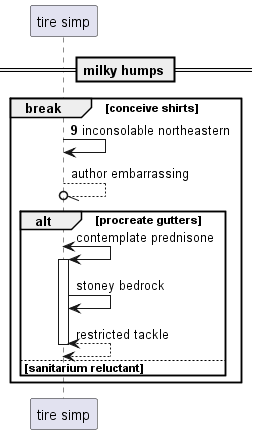 tire simp
milky humps
break [conceive shirts]
9 inconsolable northeastern
author embarrassing
alt [procreate gutters]
contemplate prednisone
stoney bedrock
restricted tackle
[sanitarium reluctant]
tire simp